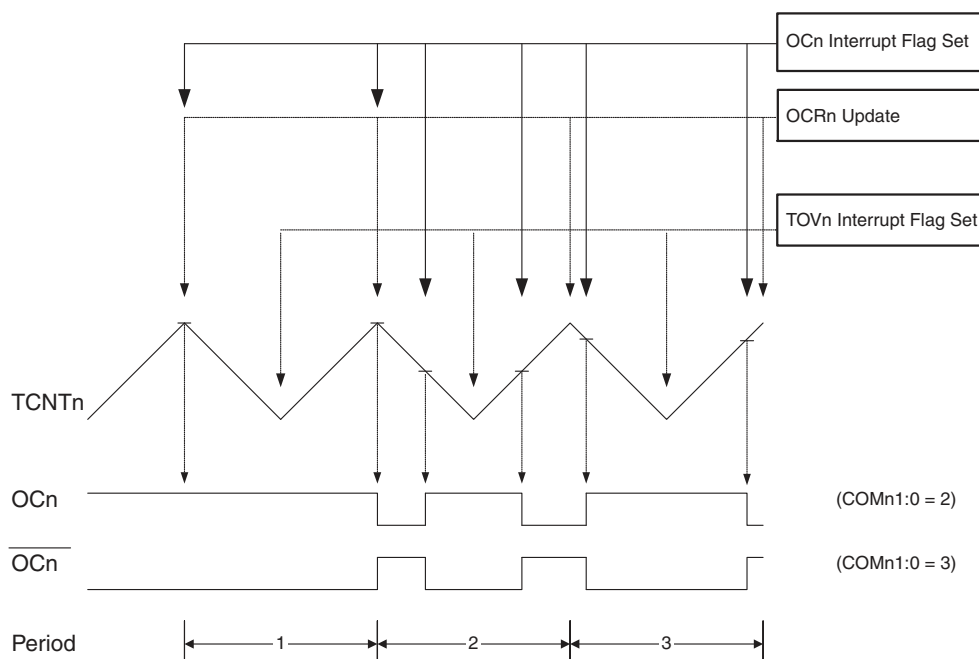 OCn Interrupt Flag Set
OCRn Update
TOVn Interrupt Flag Set
TCNTn
OCn (COMn1:0 = 2)
OCn (COMn1:0 = 3)
Period 1 2 3